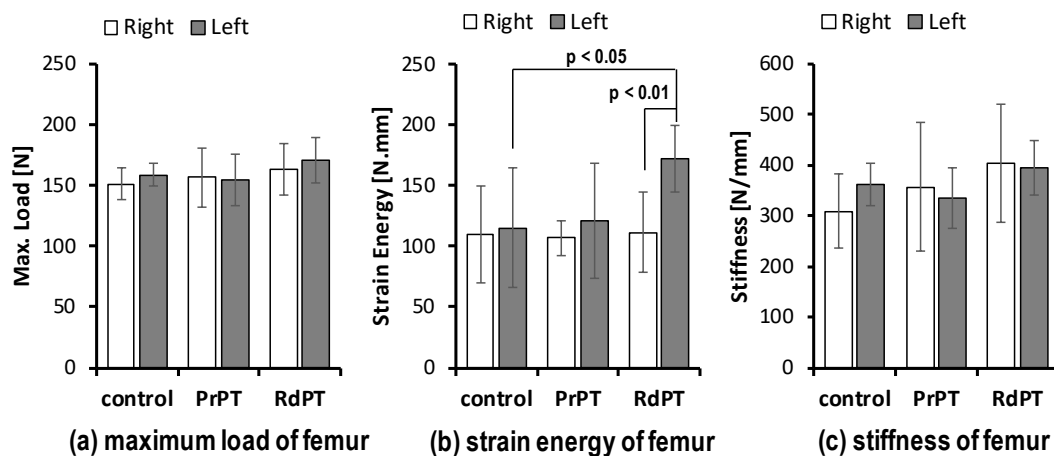 Right Left
Max. Load [N]
250
200
150
100
50
0
control PrPT RdPT
(a) maximum load of femur
Right Left
Strain Energy [N.mm]
250
200
150
100
50
0
p < 0.05
p < 0.01
control PrPT RdPT
(b) strain energy of femur
Right Left
Stiffness [N/mm]
600
500
400
300
200
100
0
control PrPT RdPT
(c) stiffness of femur